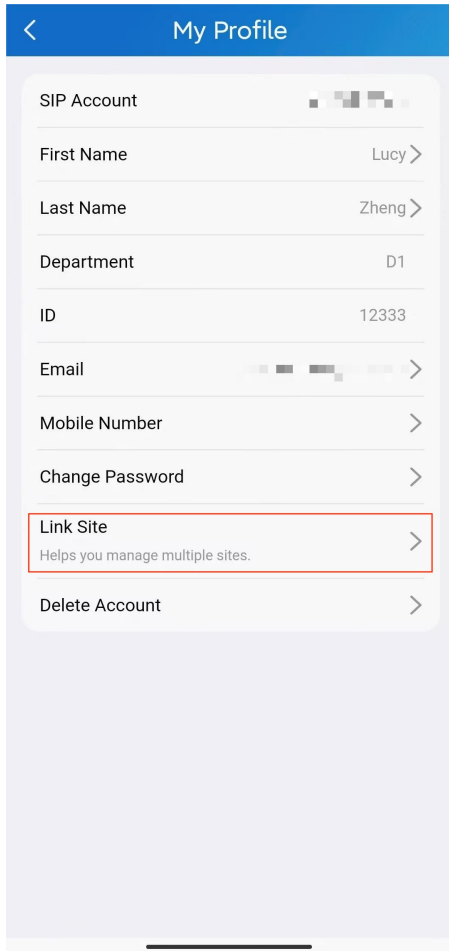 My Profile
SIP Account
First Name Lucy
Last Name Zheng
Department D1
ID 12333
Email
Mobile Number
Change Password
Link Site
Helps you manage multiple sites.
Delete Account